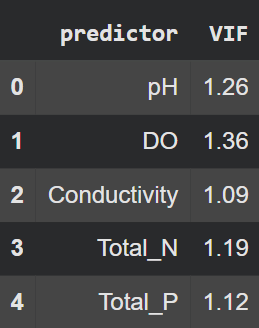 predictor VIF
0 pH 1.26
1 DO 1.36
2 Conductivity 1.09
3 Total_N 1.19
4 Total_P 1.12